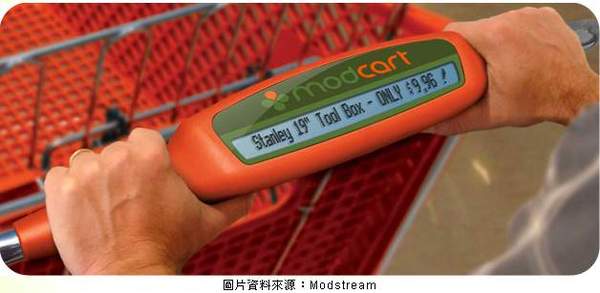 modcart
Stanley 19" Tool Box - ONLY $9,96 !
圖片資料來源：Modstream